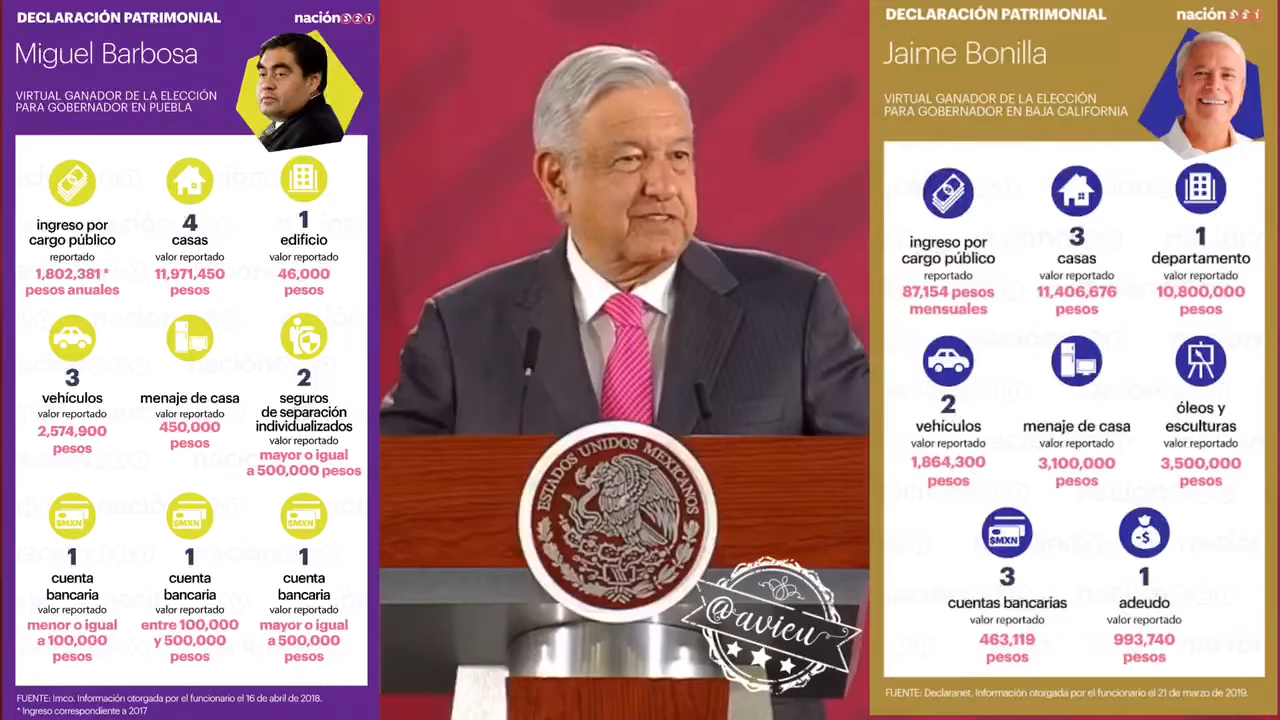 DECLARACIÓN PATRIMONIAL
nación321
Miguel Barbosa
VIRTUAL GANADOR DE LA ELECCIÓN
PARA GOBERNADOR EN PUEBLA
ingreso por
cargo público
reportado
1,802,381 *
pesos anuales
4
casas
valor reportado
11,971,450
pesos
1
edificio
valor reportado
46,000
pesos
3
vehículos
valor reportado
2,574,900
pesos
menaje de casa
valor reportado
450,000
pesos
2
seguros
de separación
individualizados
valor reportado
mayor o igual
a 500,000 pesos
$MXN
1
cuenta
bancaria
valor reportado
menor o igual
a 100,000
pesos
$MXN
1
cuenta
bancaria
valor reportado
entre 100,000
y 500,000
pesos
$MXN
1
cuenta
bancaria
valor reportado
mayor o igual
a 500,000
pesos
FUENTE: Imco. Información otorgada por el funcionario el 16 de abril de 2018.
* Ingreso correspondiente a 2017
ESTADOS UNIDOS MEXICANOS
@avieu
DECLARACIÓN PATRIMONIAL
nación321
Jaime Bonilla
VIRTUAL GANADOR DE LA ELECCIÓN
PARA GOBERNADOR EN BAJA CALIFORNIA
ingreso por
cargo público
reportado
87,154 pesos
mensuales
3
casas
valor reportado
11,406,676
pesos
1
departamento
valor reportado
10,800,000
pesos
2
vehículos
valor reportado
1,864,300
pesos
menaje de casa
valor reportado
3,100,000
pesos
óleos y
esculturas
valor reportado
3,500,000
pesos
$MXN
3
cuentas bancarias
valor reportado
463,119
pesos
-$
1
adeudo
valor reportado
993,740
pesos
FUENTE: Declaranet. Información otorgada por el funcionario el 21 de marzo de 2019.